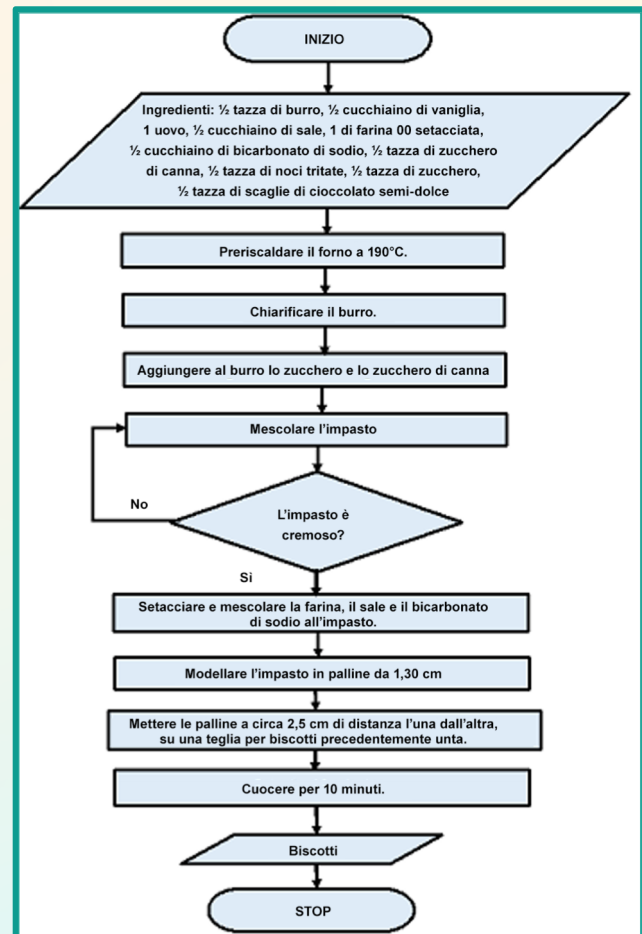 INIZIO
Ingredienti: ½ tazza di burro, ½ cucchiaino di vaniglia,
1 uovo, ½ cucchiaino di sale, 1 di farina 00 setacciata,
½ cucchiaino di bicarbonato di sodio, ½ tazza di zucchero
di canna, ½ tazza di noci tritate, ½ tazza di zucchero,
½ tazza di scaglie di cioccolato semi-dolce
Preriscaldare il forno a 190°C.
Chiarificare il burro.
Aggiungere al burro lo zucchero e lo zucchero di canna
Mescolare l'impasto
No
L'impasto è
cremoso?
Si
Setacciare e mescolare la farina, il sale e il bicarbonato
di sodio all'impasto.
Modellare l'impasto in palline da 1,30 cm
Mettere le palline a circa 2,5 cm di distanza l'una dall'altra,
su una teglia per biscotti precedentemente unta.
Cuocere per 10 minuti.
Biscotti
STOP